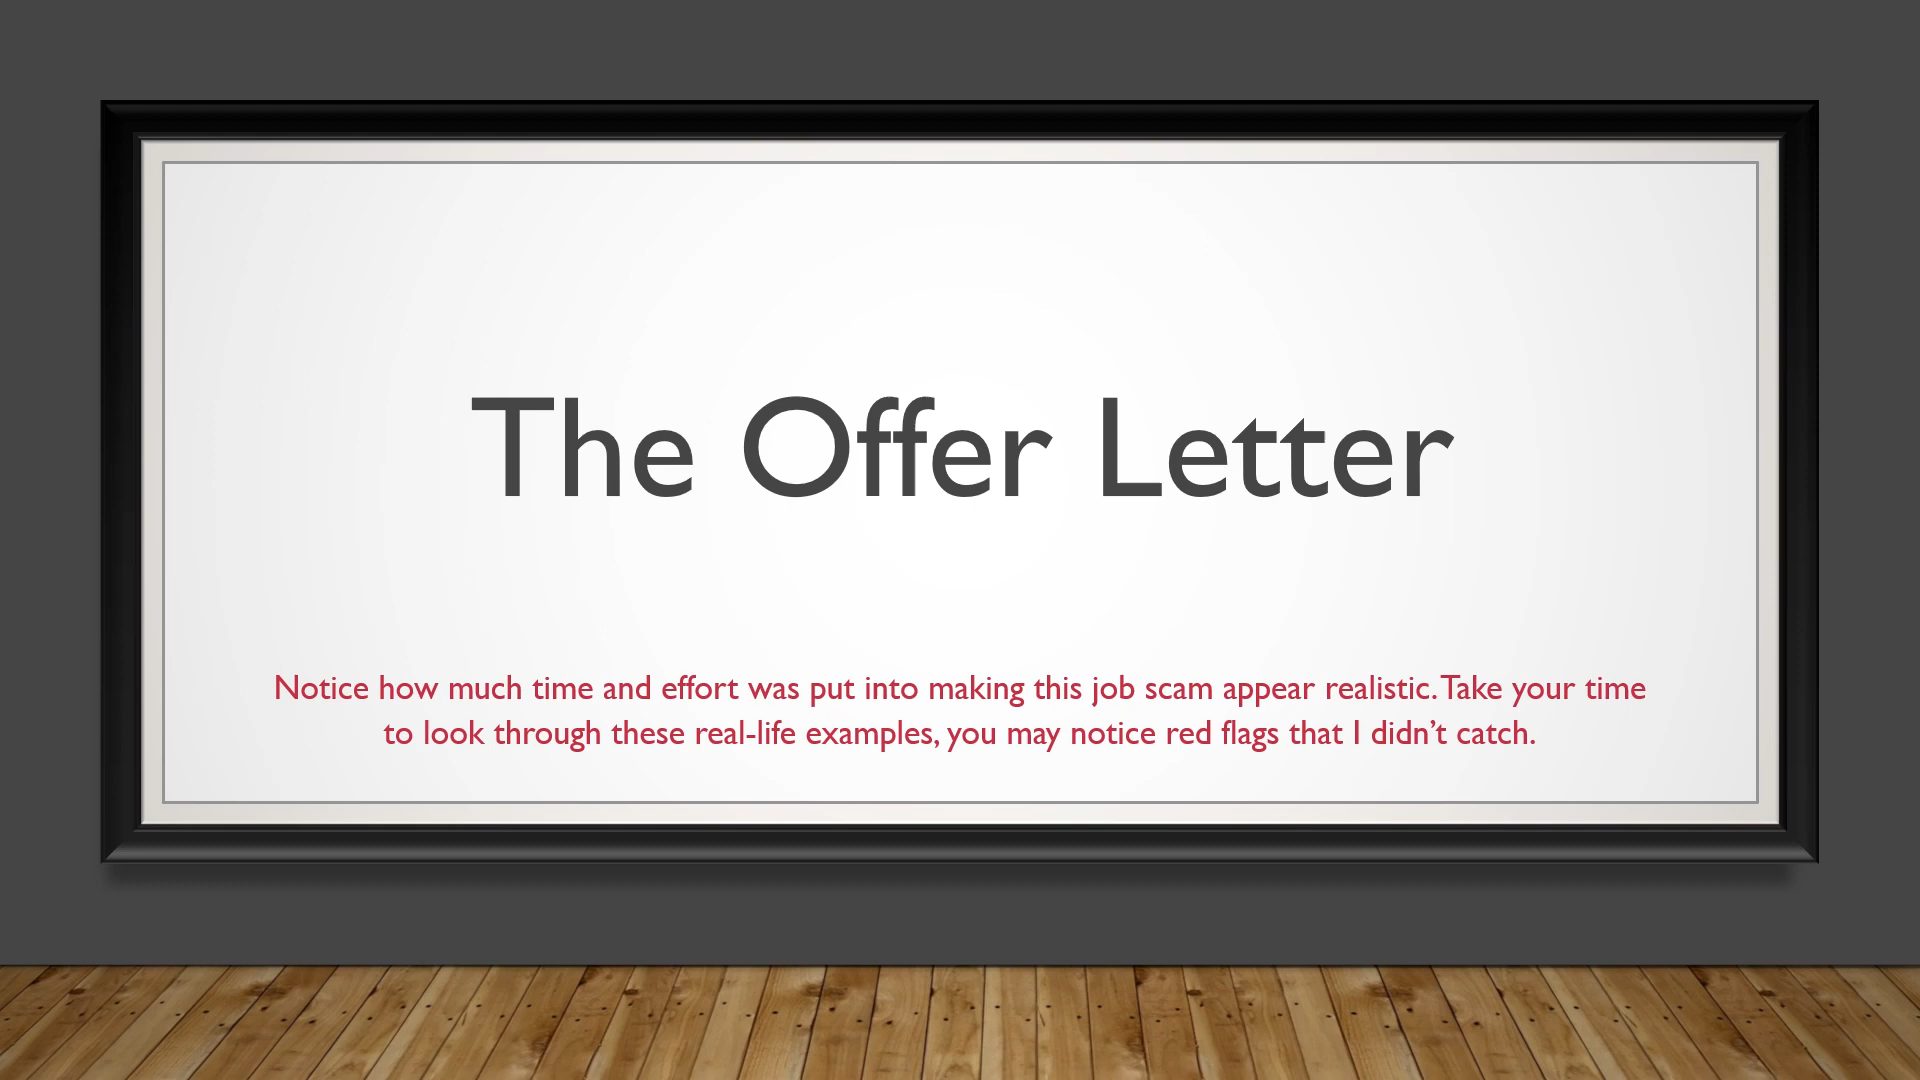 The Offer Letter
Notice how much time and effort was put into making this job scam appear realistic. Take your time
to look through these real-life examples, you may notice red flags that I didn’t catch.